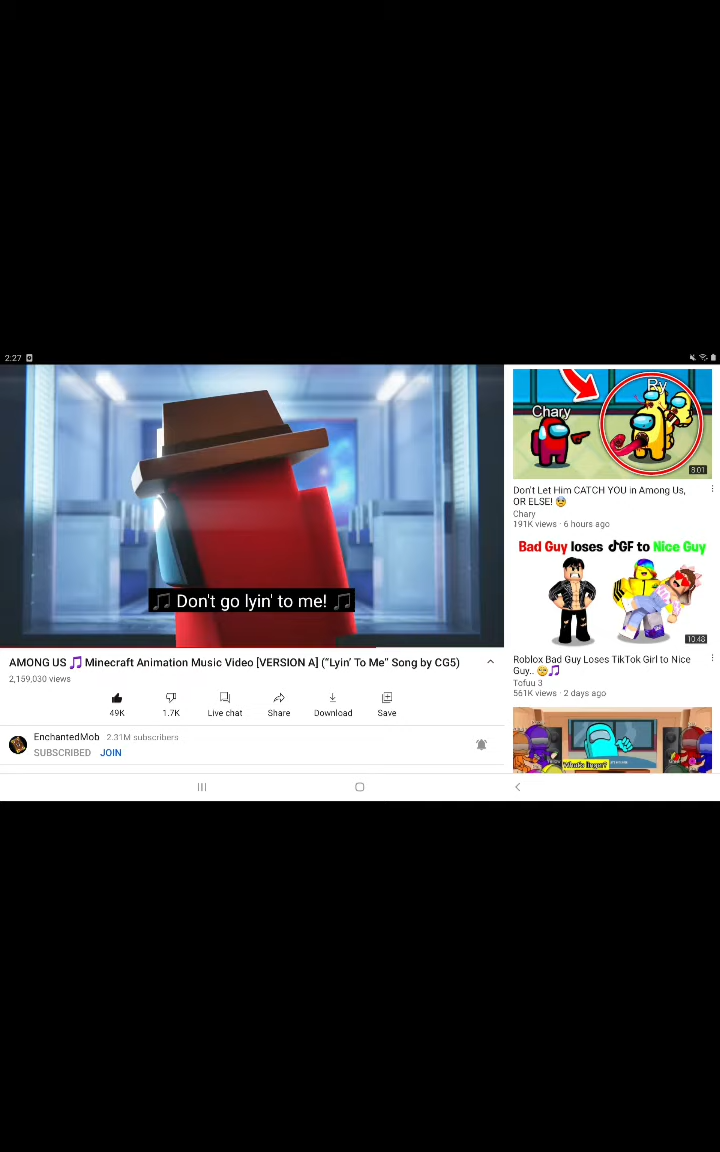 2:27
🎵 Don't go lyin' to me! 🎵
AMONG US 🎵 Minecraft Animation Music Video [VERSION A] ("Lyin' To Me" Song by CG5)
2,159,030 views
49K
1.7K
Live chat
Share
Download
Save
EnchantedMob 2.31M subscribers
SUBSCRIBED JOIN
Chary
Ry
8:01
Don't Let Him CATCH YOU in Among Us,
OR ELSE! 😰
Chary
191K views · 6 hours ago
Bad Guy loses GF to Nice Guy
10:48
Roblox Bad Guy Loses TikTok Girl to Nice
Guy.. 😏🎵
Tofuu 3
561K views · 2 days ago